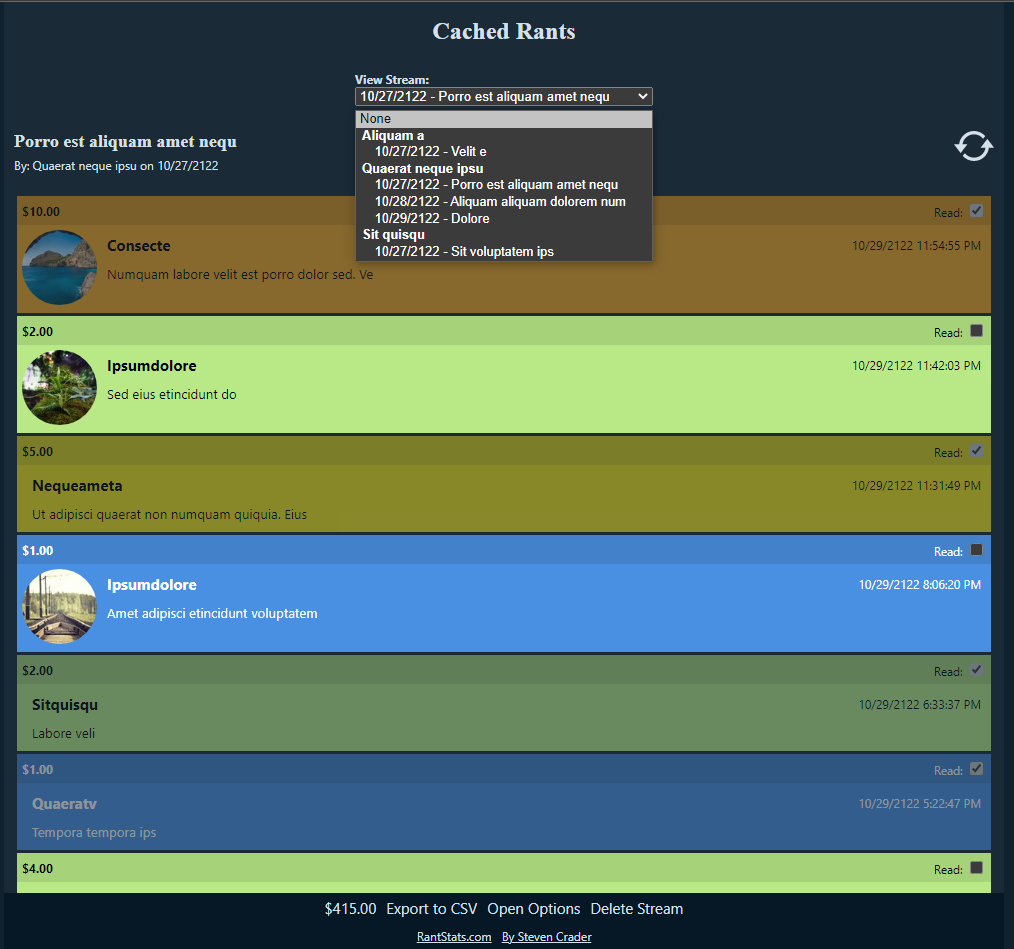 Cached Rants
View Stream:
10/27/2122 - Porro est aliquam amet nequ
None
Aliquam a
10/27/2122 - Velit e
Quaerat neque ipsu
10/27/2122 - Porro est aliquam amet nequ
10/28/2122 - Aliquam aliquam dolorem num
10/29/2122 - Dolore
Sit quisqu
10/27/2122 - Sit voluptatem ips
Porro est aliquam amet nequ
By: Quaerat neque ipsu on 10/27/2122
$10.00 Read:
Consecte 10/29/2122 11:54:55 PM
Numquam labore velit est porro dolor sed. Ve
$2.00 Read:
Ipsumdolore 10/29/2122 11:42:03 PM
Sed eius etincidunt do
$5.00 Read:
Nequeameta 10/29/2122 11:31:49 PM
Ut adipisci quaerat non numquam quiquia. Eius
$1.00 Read:
Ipsumdolore 10/29/2122 8:06:20 PM
Amet adipisci etincidunt voluptatem
$2.00 Read:
Sitquisqu 10/29/2122 6:33:37 PM
Labore veli
$1.00 Read:
Quaeratv 10/29/2122 5:22:47 PM
Tempora tempora ips
$4.00 Read:
$415.00 Export to CSV Open Options Delete Stream
RantStats.com By Steven Crader